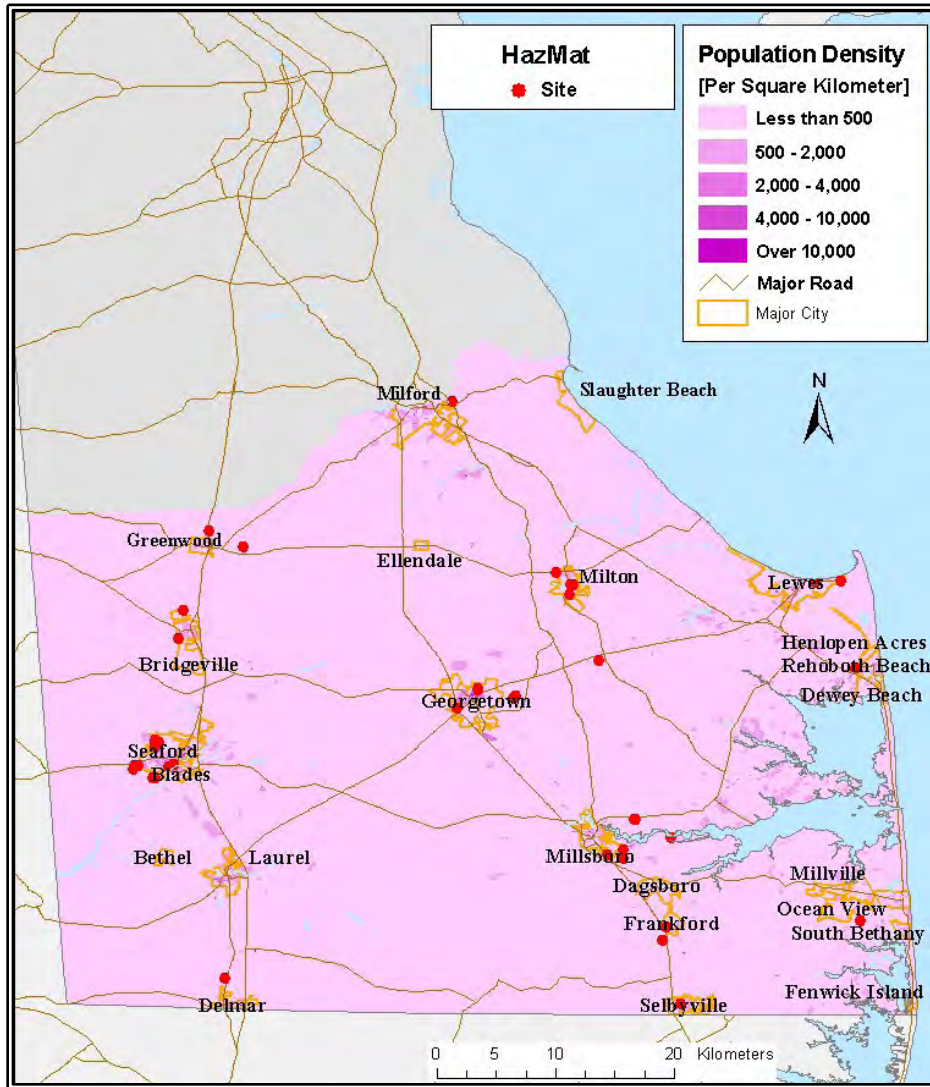 HazMat
Site
Population Density
[Per Square Kilometer]
Less than 500
500 - 2,000
2,000 - 4,000
4,000 - 10,000
Over 10,000
Major Road
Major City
N
Milford
Slaughter Beach
Greenwood
Ellendale
Milton
Lewes
Bridgeville
Henlopen Acres
Rehoboth Beach
Georgetown
Dewey Beach
Seaford
Blades
Bethel
Laurel
Millsboro
Millville
Dagsboro
Ocean View
Frankford
South Bethany
Fenwick Island
Delmar
Selbyville
0 5 10 20 Kilometers